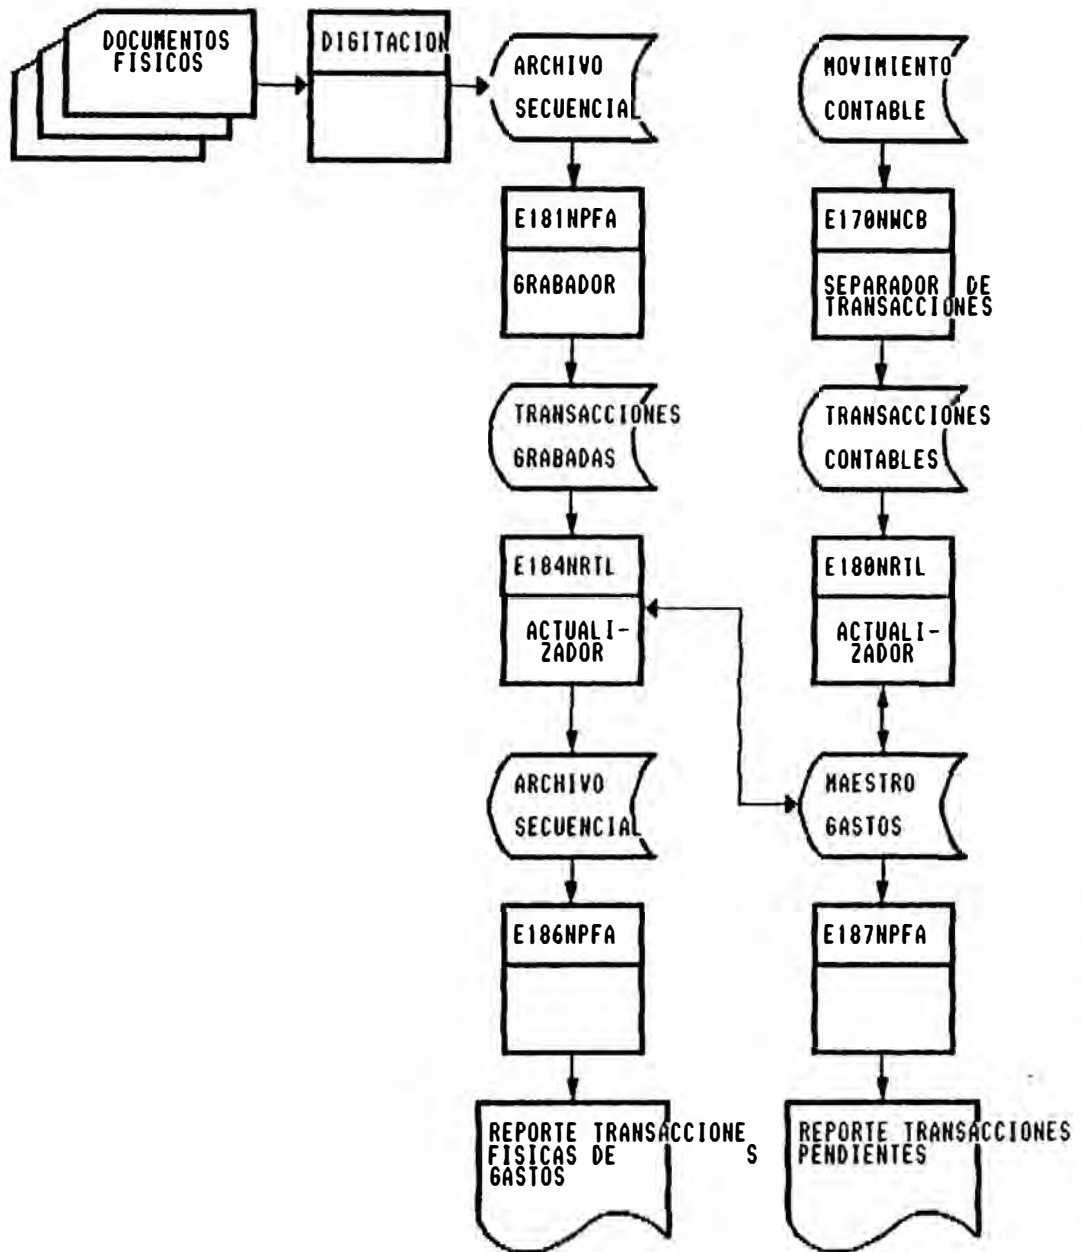 DOCUMENTOS
FISICOS
DIGITACION
ARCHIVO
SECUENCIAL
MOVIMIENTO
CONTABLE
E181NPFA
GRABADOR
E170NWCB
SEPARADOR DE
TRANSACCIONES
TRANSACCIONES
GRABADAS
TRANSACCIONES
CONTABLES
E184NRTL
ACTUALI-
ZADOR
E180NRTL
ACTUALI-
ZADOR
ARCHIVO
SECUENCIAL
MAESTRO
GASTOS
E186NPFA
E187NPFA
REPORTE TRANSACCIONE
FISICAS DE S
GASTOS
REPORTE TRANSACCIONES
PENDIENTES